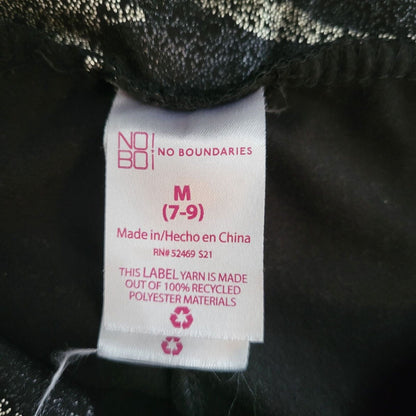 NO!
BO! NO BOUNDARIES
M
(7-9)
Made in/Hecho en China
RN# 52469 S21
THIS LABEL YARN IS MADE
OUT OF 100% RECYCLED
POLYESTER MATERIALS